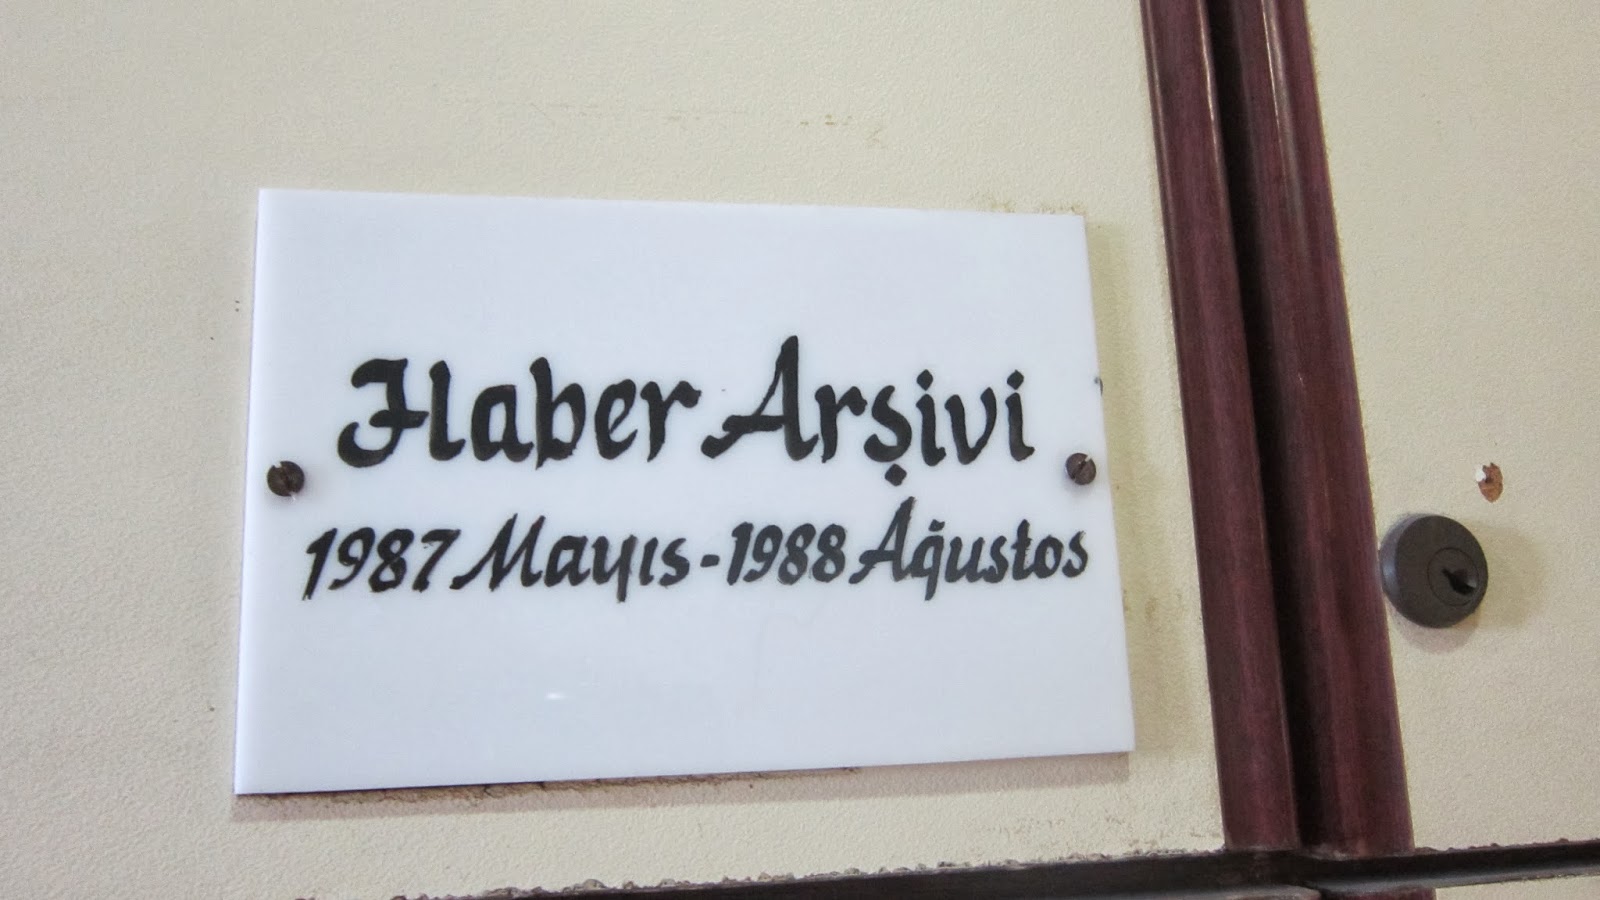 Haber Arşivi
1987 Mayıs - 1988 Ağustos